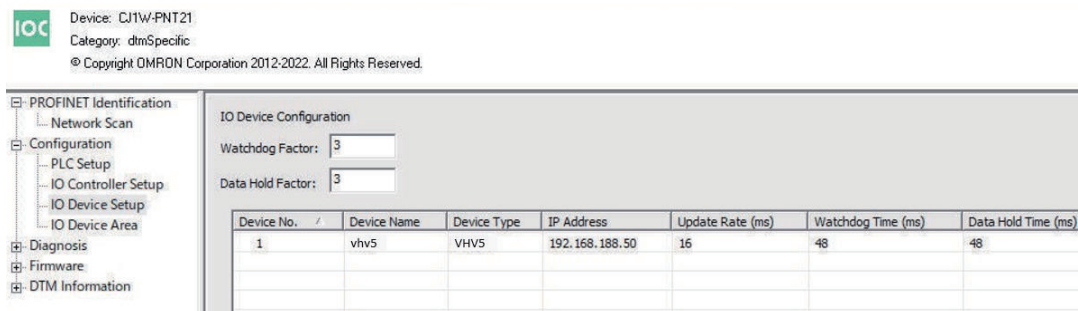 IOC
Device: CJ1W-PNT21
Category: dtmSpecific
© Copyright OMRON Corporation 2012-2022. All Rights Reserved.
PROFINET Identification
Network Scan
Configuration
PLC Setup
IO Controller Setup
IO Device Setup
IO Device Area
Diagnosis
Firmware
DTM Information
IO Device Configuration
Watchdog Factor: 3
Data Hold Factor: 3
Device No. Device Name Device Type IP Address Update Rate (ms) Watchdog Time (ms) Data Hold Time (ms)
1 vhv5 VHV5 192.168.188.50 16 48 48